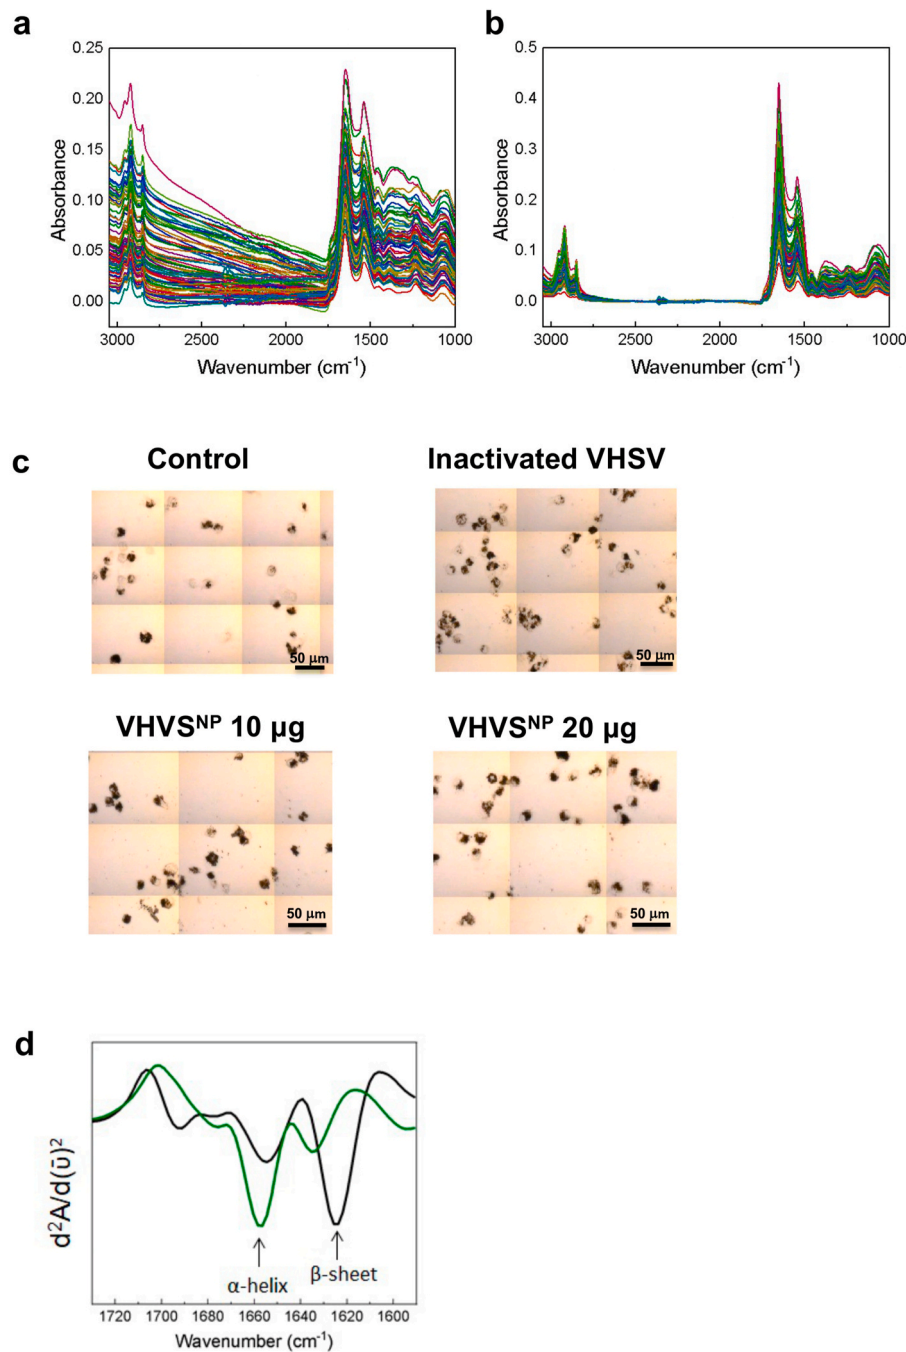 a
0.25
0.20
0.15
0.10
0.05
0.00
Absorbance
3000 2500 2000 1500 1000
Wavenumber (cm-1)
b
0.5
0.4
0.3
0.2
0.1
0.0
Absorbance
3000 2500 2000 1500 1000
Wavenumber (cm-1)
c
Control
50 µm
Inactivated VHSV
VHVSNP 10 µg
50 µm
VHVSNP 20 µg
50 µm
50 µm
d
d2A/d(ῡ)2
α-helix
β-sheet
1720 1700 1680 1660 1640 1620 1600
Wavenumber (cm-1)